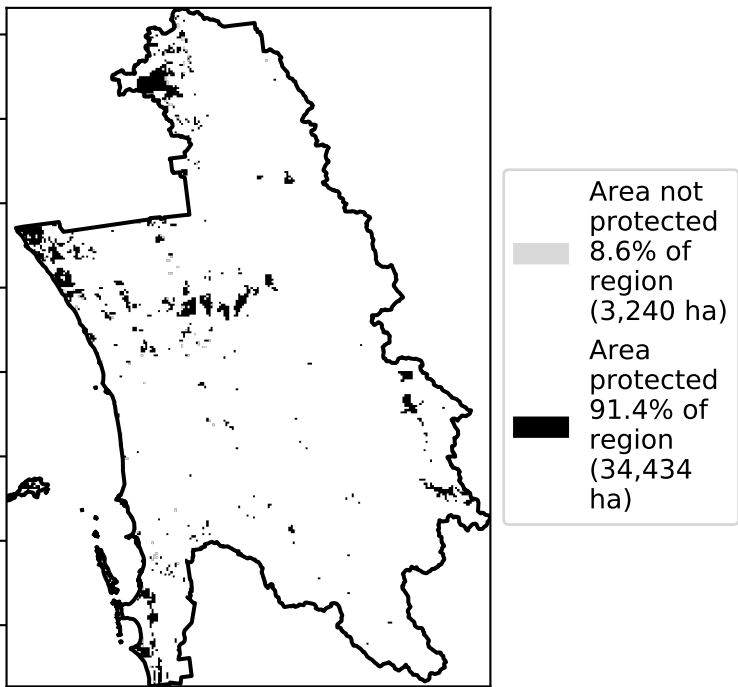 Area not
protected
8.6% of
region
(3,240 ha)
Area
protected
91.4% of
region
(34,434
ha)